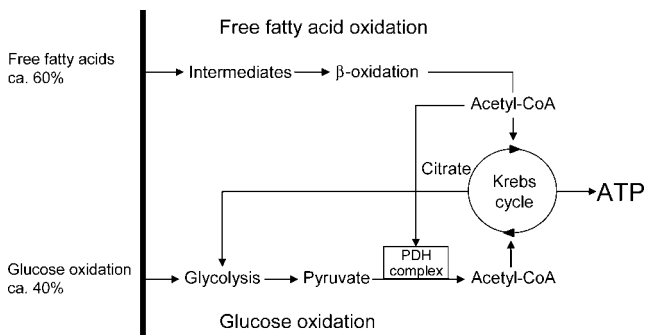 Free fatty acid oxidation
Free fatty acids
ca. 60%
Intermediates
β-oxidation
Acetyl-CoA
Citrate
Krebs
cycle
ATP
PDH
complex
Glucose oxidation
ca. 40%
Glycolysis
Pyruvate
Acetyl-CoA
Glucose oxidation